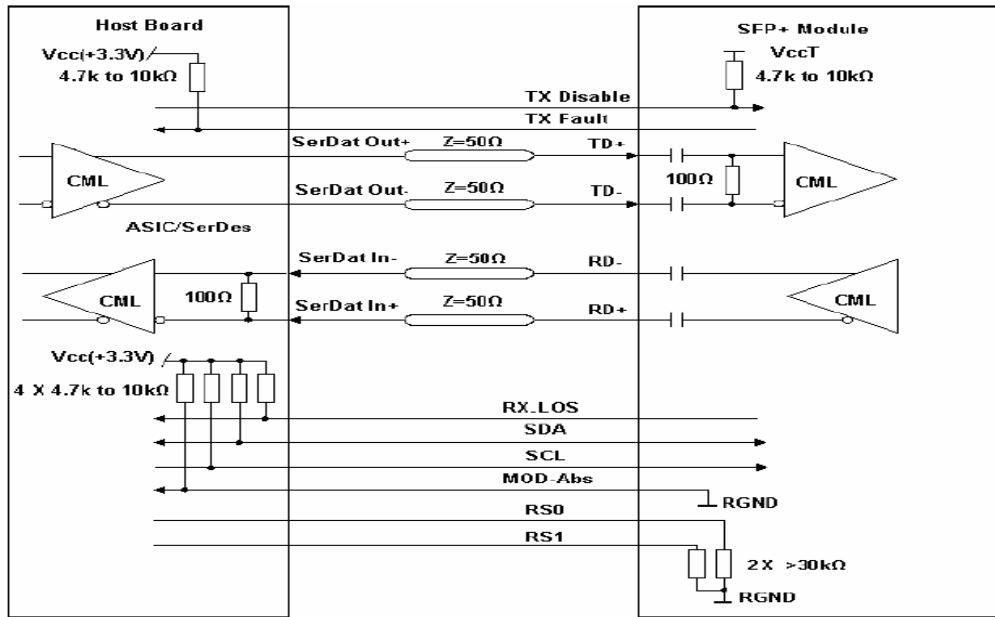 Host Board
SFP+ Module
Vcc(+3.3V)
4.7k to 10kΩ
VccT
4.7k to 10kΩ
TX Disable
TX Fault
SerDat Out+
Z=50Ω
TD+
CML
100Ω
CML
SerDat Out-
Z=50Ω
TD-
ASIC/SerDes
SerDat In-
Z=50Ω
RD-
100Ω
CML
CML
SerDat In+
Z=50Ω
RD+
Vcc(+3.3V)
4 X 4.7k to 10kΩ
RX_LOS
SDA
SCL
MOD-Abs
RGND
RS0
RS1
2X >30kΩ
RGND